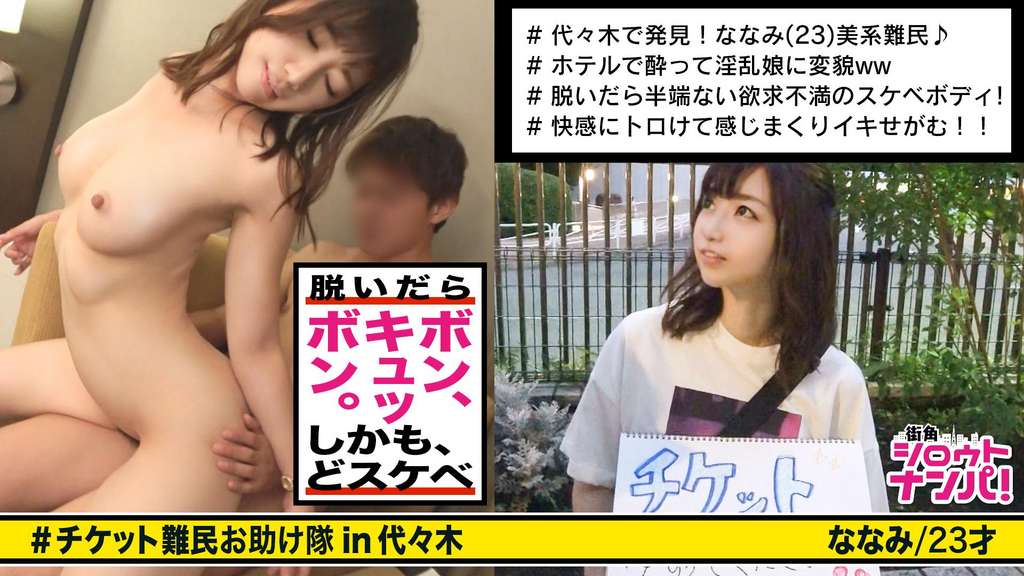 # 代々木で発見！ななみ(23)美系難民♪
# ホテルで酔って淫乱娘に変貌ww
# 脱いだら半端ない欲求不満のスケベボディ!
# 快感にトロけて感じまくりイキせがむ！！
脱いだら
ボン、
キュッ
ボン。
しかも、
どスケベ
チケット
街角
シロウト
ナンパ!
#チケット難民お助け隊 in 代々木
ななみ/23才